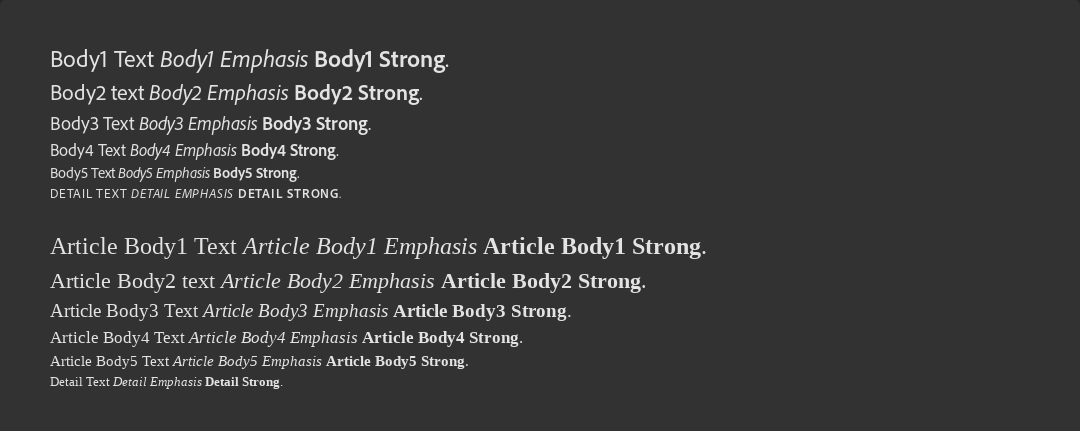 Body1 Text Body1 Emphasis Body1 Strong.
Body2 text Body2 Emphasis Body2 Strong.
Body3 Text Body3 Emphasis Body3 Strong.
Body4 Text Body4 Emphasis Body4 Strong.
Body5 Text Body5 Emphasis Body5 Strong.
DETAIL TEXT DETAIL EMPHASIS DETAIL STRONG.
Article Body1 Text Article Body1 Emphasis Article Body1 Strong.
Article Body2 text Article Body2 Emphasis Article Body2 Strong.
Article Body3 Text Article Body3 Emphasis Article Body3 Strong.
Article Body4 Text Article Body4 Emphasis Article Body4 Strong.
Article Body5 Text Article Body5 Emphasis Article Body5 Strong.
Detail Text Detail Emphasis Detail Strong.